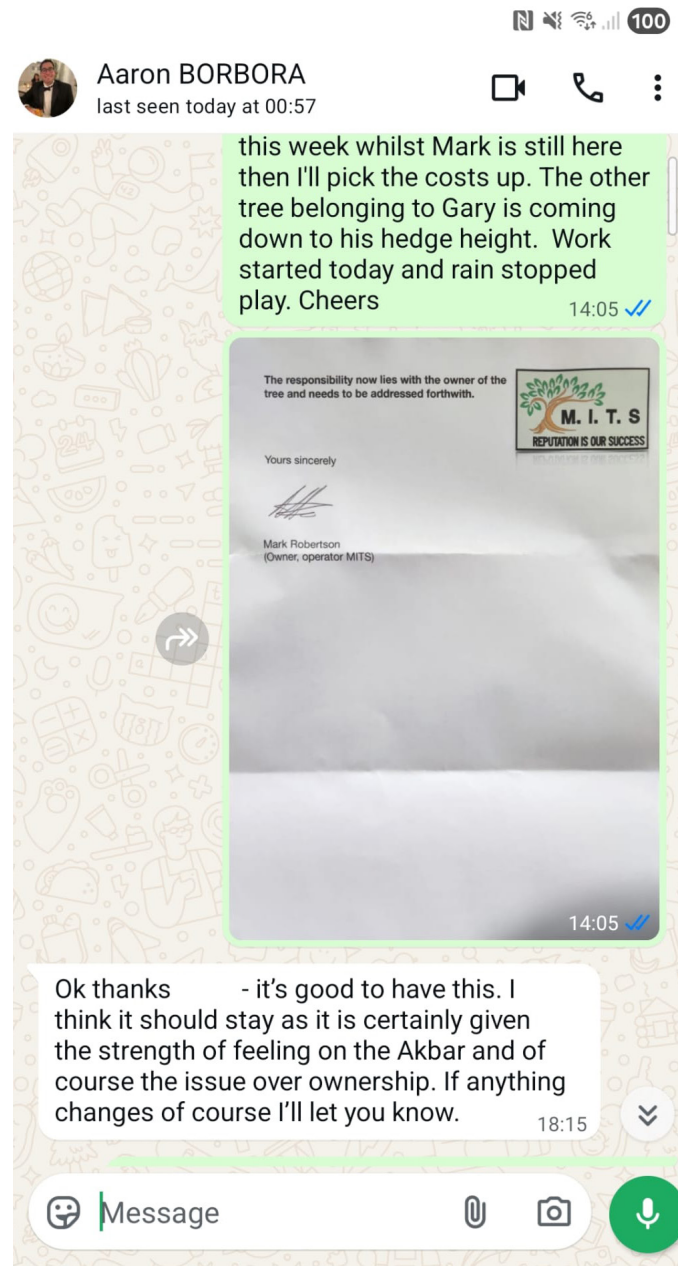 100
Aaron BORBORA
last seen today at 00:57
this week whilst Mark is still here
then I'll pick the costs up. The other
tree belonging to Gary is coming
down to his hedge height. Work
started today and rain stopped
play. Cheers
14:05
The responsibility now lies with the owner of the
tree and needs to be addressed forthwith.
M. I. T. S
REPUTATION IS OUR SUCCESS
Yours sincerely
Mark Robertson
(Owner, operator MITS)
14:05
Ok thanks - it’s good to have this. I
think it should stay as it is certainly given
the strength of feeling on the Akbar and of
course the issue over ownership. If anything
changes of course I’ll let you know.
18:15
Message